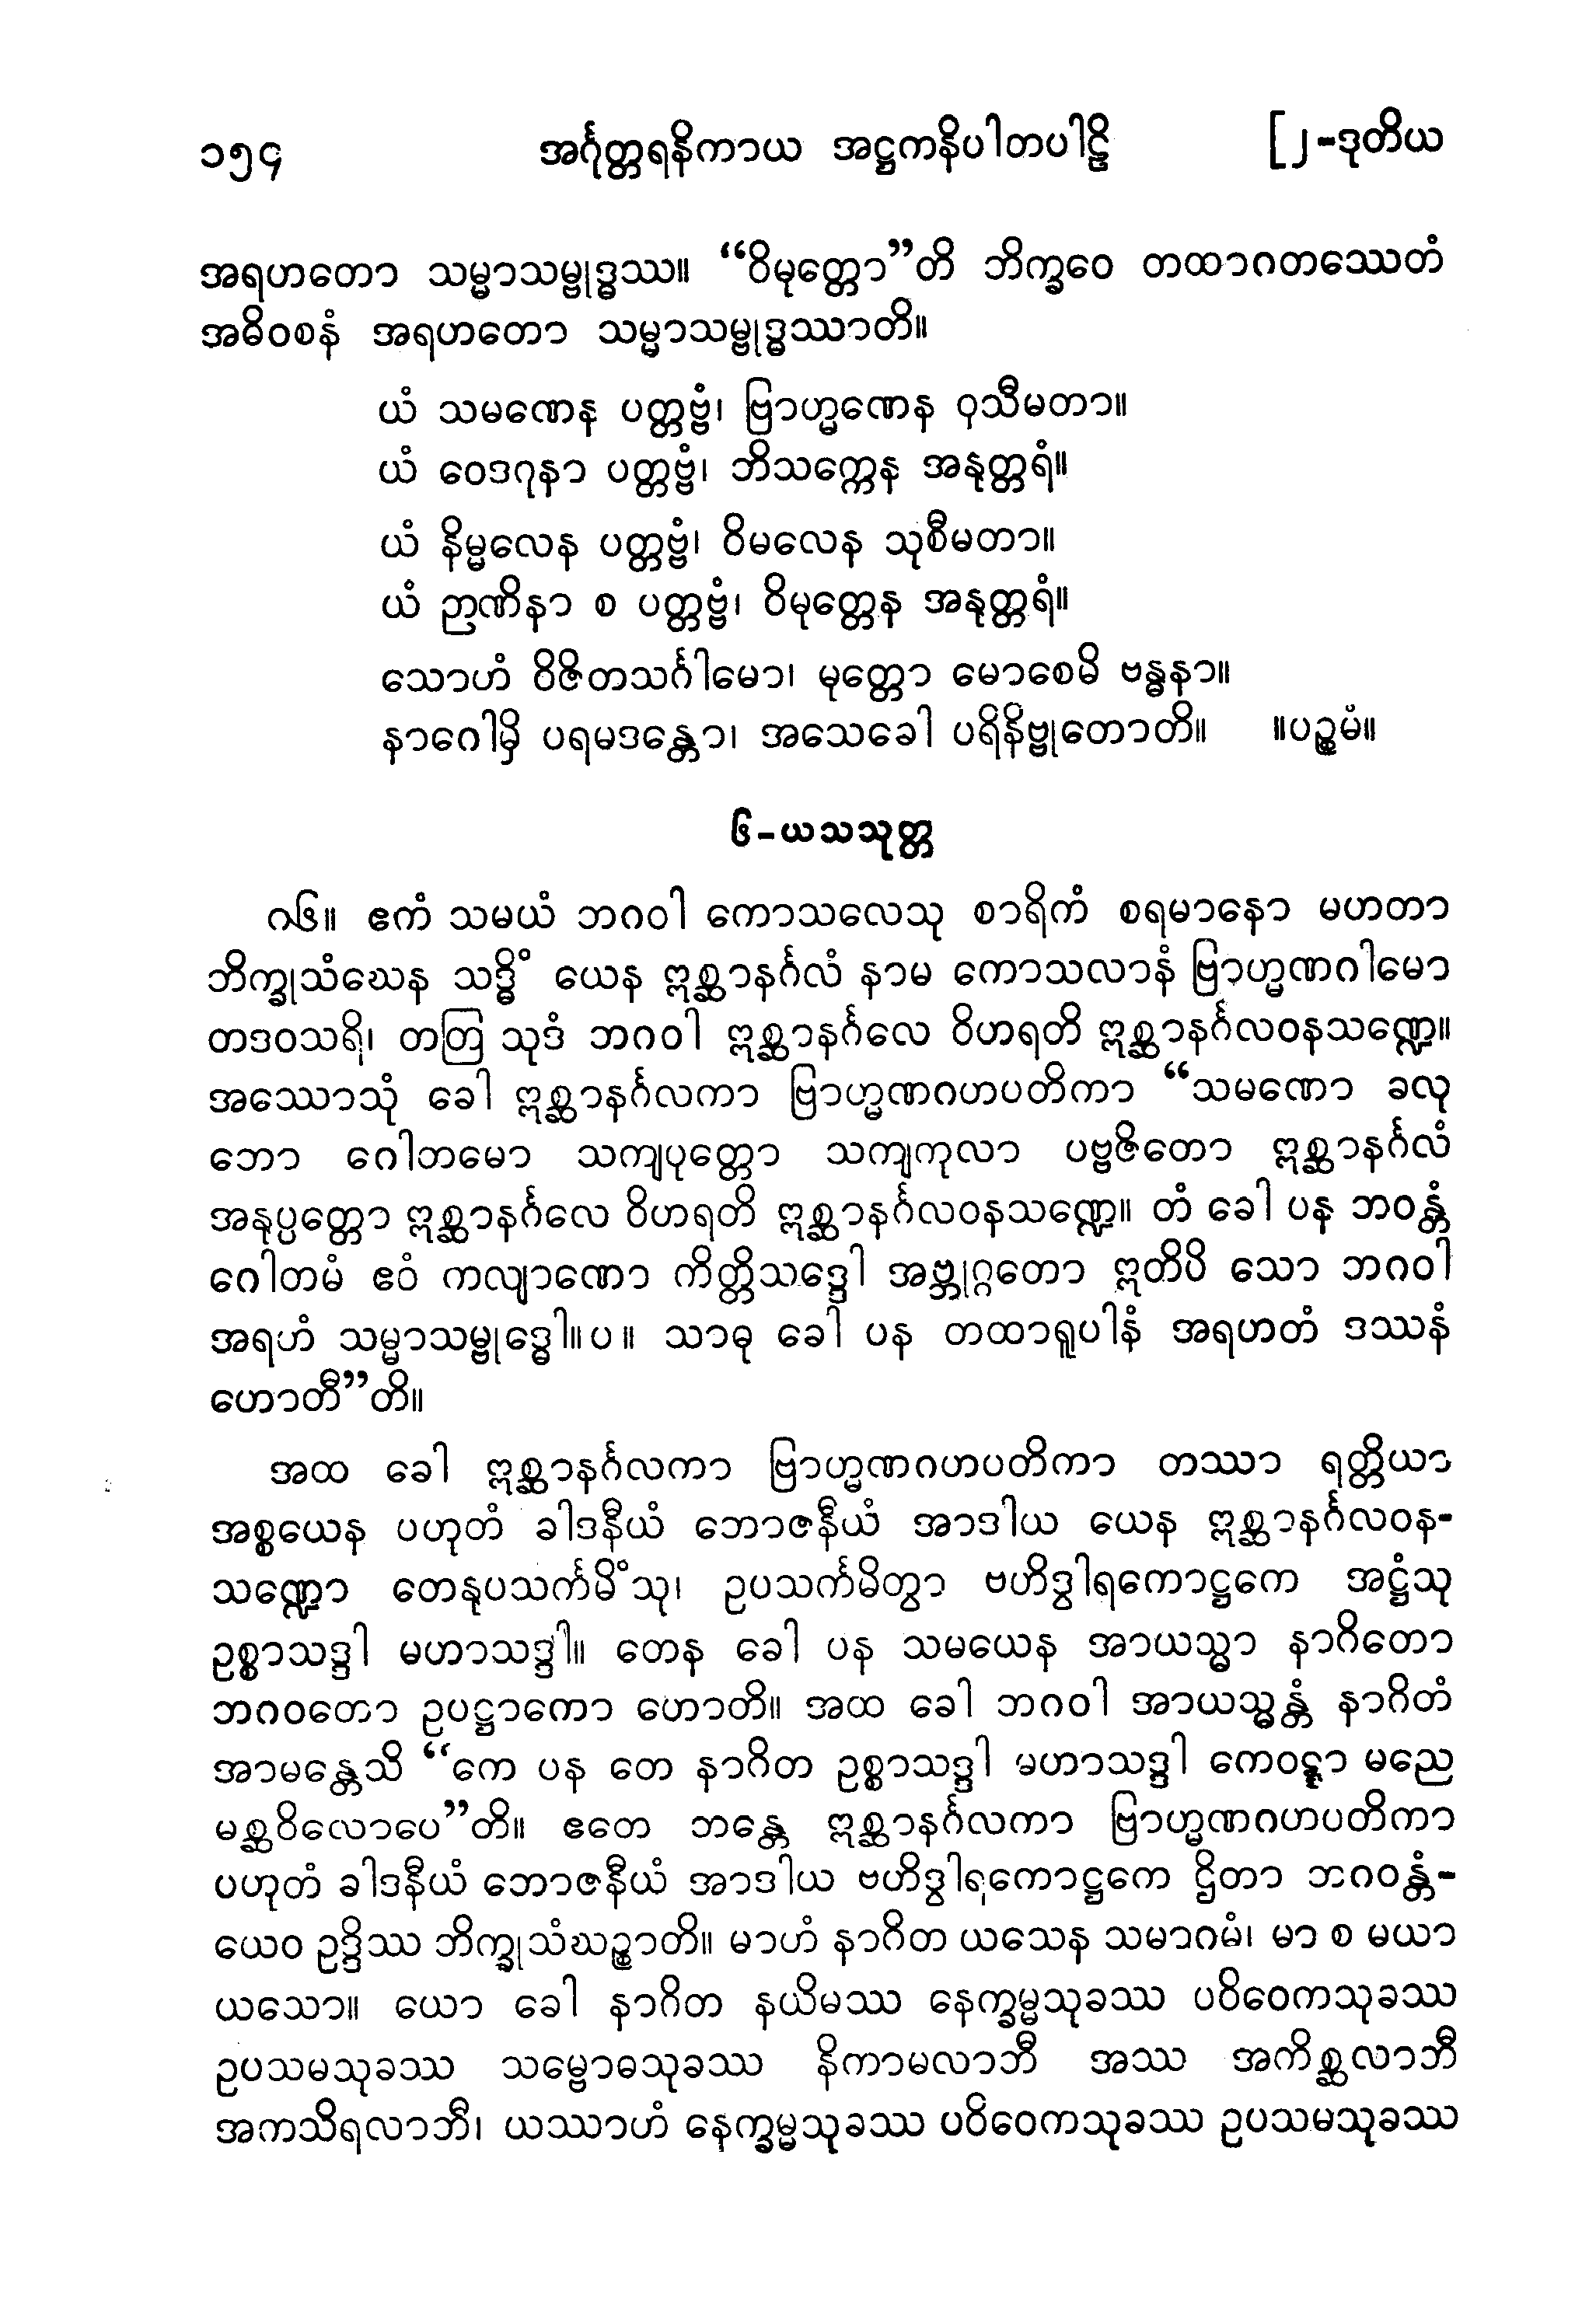 ၁၅၄ အင်္ဂုတ္တရနိကာယ အဋ္ဌကနိပါတပါဠိ [၂-ဒုတိယ
အရဟတော သမ္မာသမ္ဗုဒ္ဓဿ။ “ဝိမုတ္တော”တိ ဘိက္ခဝေ တထာဂတဿေတံ
အဓိဝစနံ အရဟတော သမ္မာသမ္ဗုဒ္ဓဿာတိ။
ယံ သမဏေန ပတ္တဗ္ဗံ၊ ဗြာဟ္မဏေန ဝုသီမတာ။
ယံ ဝေဒဂုနာ ပတ္တဗ္ဗံ၊ ဘိသက္ကေန အနုတ္တရံ။
ယံ နိမ္မလေန ပတ္တဗ္ဗံ၊ ဝိမလေန သုစီမတာ။
ယံ ဉာဏိနာ စ ပတ္တဗ္ဗံ၊ ဝိမုတ္တေန အနုတ္တရံ။
သောဟံ ဝိဇိတသင်္ဂါမော၊ မုတ္တော မောစေမိ ဗန္ဓနာ။
နာဂေါမှိ ပရမဒန္တော၊ အသေခေါ ပရိနိဗ္ဗုတောတိ။ ။ပဉ္စမံ။
၆-ယသသုတ္တ
၈၆။ ဧကံ သမယံ ဘဂဝါ ကောသလေသု စာရိကံ စရမာနော မဟတာ
ဘိက္ခုသံဃေန သဒ္ဓိံ ယေန ဣစ္ဆာနင်္ဂလံ နာမ ကောသလာနံ ဗြာဟ္မဏဂါမော
တဒဝသရိ၊ တတြ သုဒံ ဘဂဝါ ဣစ္ဆာနင်္ဂလေ ဝိဟရတိ ဣစ္ဆာနင်္ဂလဝနသဏ္ဍေ။
အဿောသုံ ခေါ ဣစ္ဆာနင်္ဂလကာ ဗြာဟ္မဏဂဟပတိကာ “သမဏော ခလု
ဘော ဂေါတမော သကျပုတ္တော သကျကုလာ ပဗ္ဗဇိတော ဣစ္ဆာနင်္ဂလံ
အနုပ္ပတ္တော ဣစ္ဆာနင်္ဂလေ ဝိဟရတိ ဣစ္ဆာနင်္ဂလဝနသဏ္ဍေ။ တံ ခေါ ပန ဘဝန္တံ
ဂေါတမံ ဧဝံ ကလျာဏော ကိတ္တိသဒ္ဒေါ အဗ္ဘုဂ္ဂတော ဣတိပိ သော ဘဂဝါ
အရဟံ သမ္မာသမ္ဗုဒ္ဓေါ။ပ။ သာဓု ခေါ ပန တထာရူပါနံ အရဟတံ ဒဿနံ
ဟောတီ”တိ။
အထ ခေါ ဣစ္ဆာနင်္ဂလကာ ဗြာဟ္မဏဂဟပတိကာ တဿာ ရတ္တိယာ
အစ္စယေန ပဟုတံ ခါဒနီယံ ဘောဇနီယံ အာဒါယ ယေန ဣစ္ဆာနင်္ဂလဝန-
သဏ္ဍော တေနုပသင်္ကမိံသု၊ ဥပသင်္ကမိတွာ ဗဟိဒွါရကောဋ္ဌကေ အဋ္ဌံသု
ဥစ္စာသဒ္ဒါ မဟာသဒ္ဒါ။ တေန ခေါ ပန သမယေန အာယသ္မာ နာဂိတော
ဘဂဝတော ဥပဋ္ဌာကော ဟောတိ။ အထ ခေါ ဘဂဝါ အာယသ္မန္တံ နာဂိတံ
အာမန္တေသိ “ကေ ပန တေ နာဂိတ ဥစ္စာသဒ္ဒါ မဟာသဒ္ဒါ ကေဝဋ္ဋာ မညေ
မစ္ဆဝိလောပေ”တိ။ ဧတေ ဘန္တေ ဣစ္ဆာနင်္ဂလကာ ဗြာဟ္မဏဂဟပတိကာ
ပဟုတံ ခါဒနီယံ ဘောဇနီယံ အာဒါယ ဗဟိဒွါရကောဋ္ဌကေ ဌိတာ ဘဂဝန္တံ-
ယေဝ ဥဒ္ဒိဿ ဘိက္ခုသံဃဉ္စာတိ။ မာဟံ နာဂိတ ယသေန သမာဂမံ၊ မာ စ မယာ
ယသော။ ယော ခေါ နာဂိတ နယိမဿ နေက္ခမ္မသုခဿ ပဝိဝေကသုခဿ
ဥပသမသုခဿ သမ္ဗောဓသုခဿ နိကာမလာဘီ အဿ အကိစ္ဆလာဘီ
အကသိရလာဘီ၊ ယဿာဟံ နေက္ခမ္မသုခဿ ပဝိဝေကသုခဿ ဥပသမသုခဿ